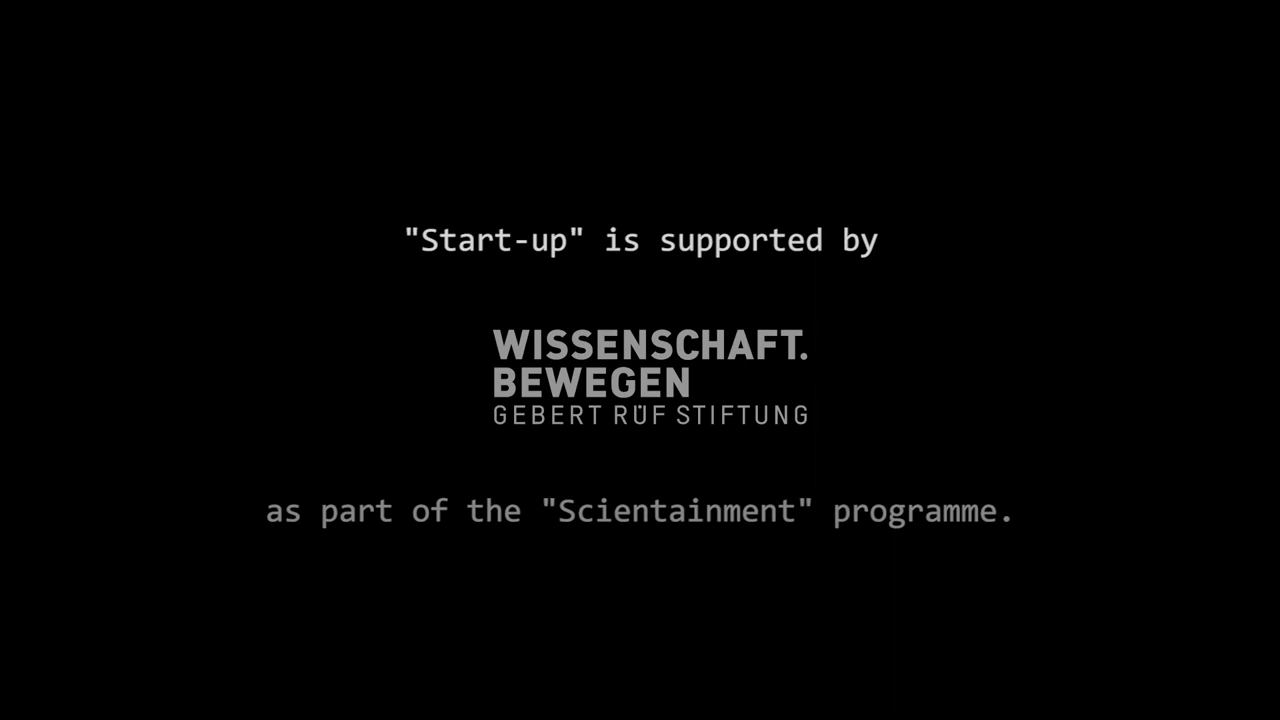 "Start-up" is supported by
WISSENSCHAFT.
BEWEGEN
GEBERT RÜF STIFTUNG
as part of the "Scientainment" programme.